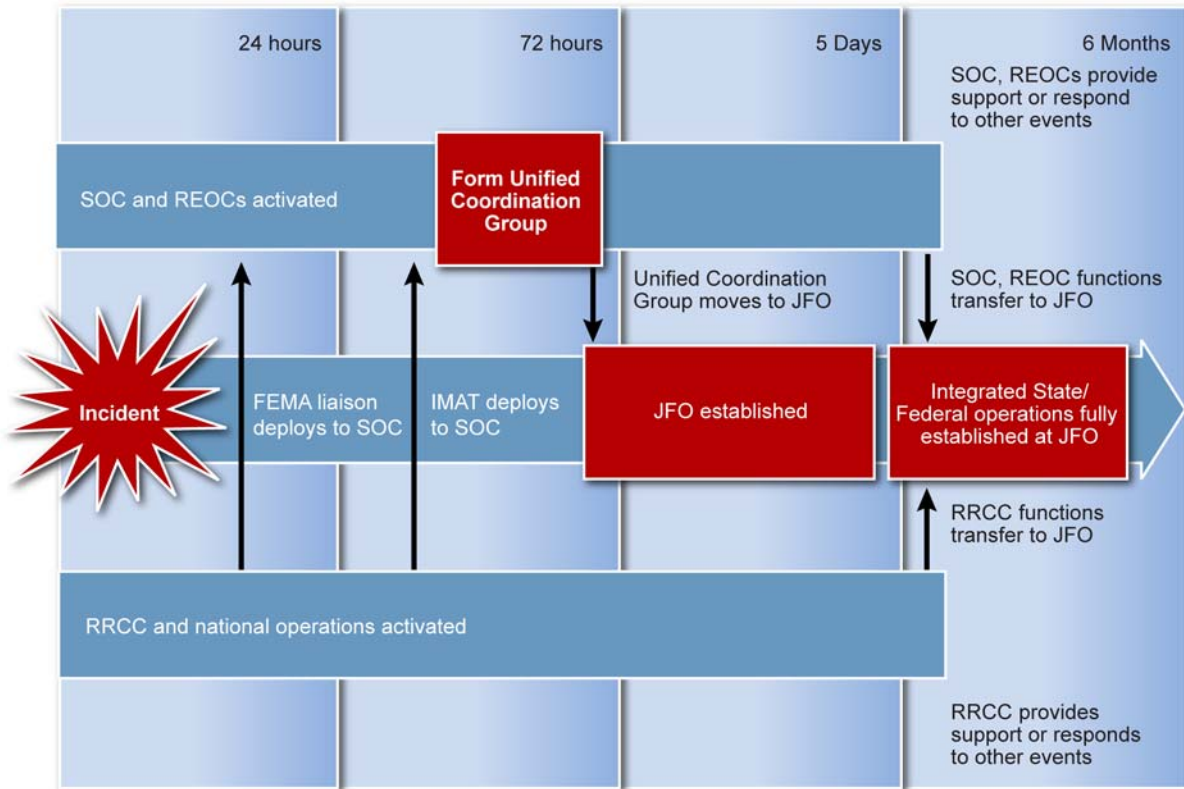 24 hours
72 hours
5 Days
6 Months
SOC, REOCs provide
support or respond
to other events
SOC and REOCs activated
Form Unified
Coordination
Group
Unified Coordination
Group moves to JFO
SOC, REOC functions
transfer to JFO
Incident
FEMA liaison
deploys to SOC
IMAT deploys
to SOC
JFO established
Integrated State/
Federal operations fully
established at JFO
RRCC functions
transfer to JFO
RRCC and national operations activated
RRCC provides
support or responds
to other events